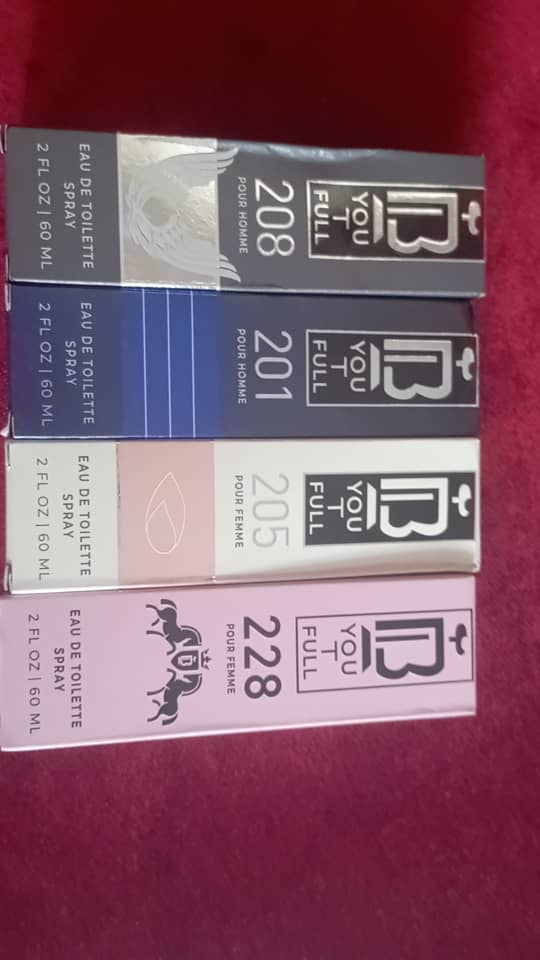 B
YOU
T
FULL
208
POUR HOMME
EAU DE TOILETTE
SPRAY
2 FL OZ | 60 ML
B
YOU
T
FULL
201
POUR HOMME
EAU DE TOILETTE
SPRAY
2 FL OZ | 60 ML
B
YOU
T
FULL
205
POUR FEMME
EAU DE TOILETTE
SPRAY
2 FL OZ | 60 ML
B
YOU
T
FULL
228
POUR FEMME
EAU DE TOILETTE
SPRAY
2 FL OZ | 60 ML